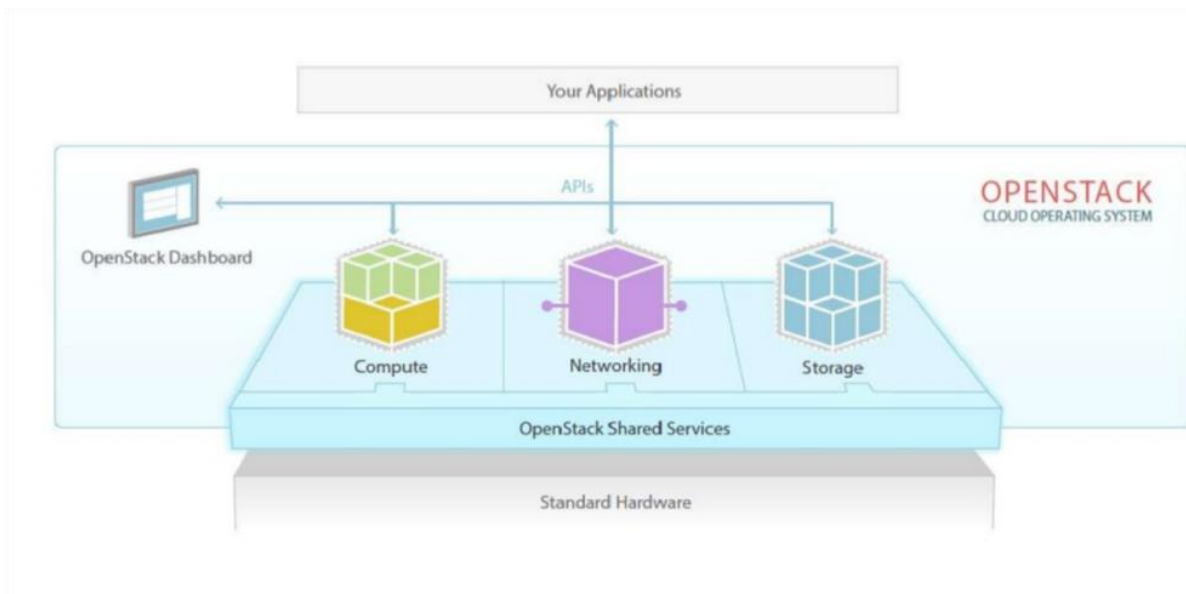 Your Applications
APIs
OPENSTACK
CLOUD OPERATING SYSTEM
OpenStack Dashboard
Compute
Networking
Storage
OpenStack Shared Services
Standard Hardware